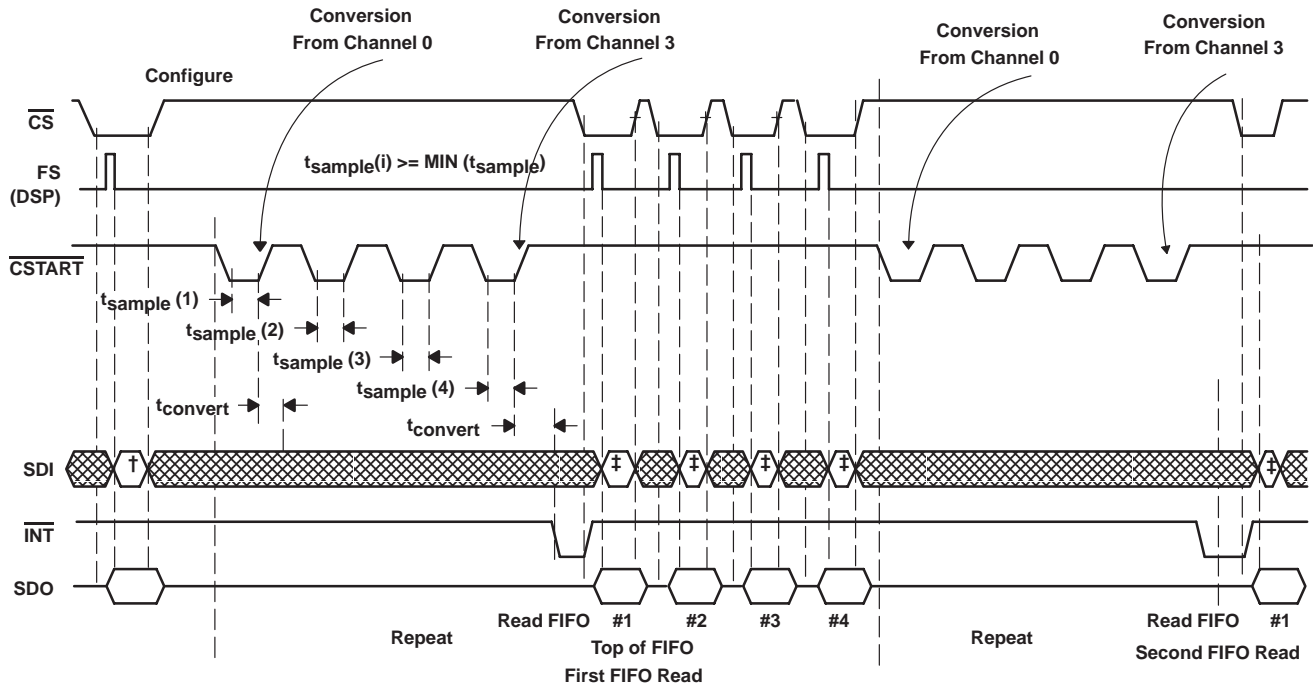 Conversion
From Channel 0
Conversion
From Channel 3
Conversion
From Channel 0
Conversion
From Channel 3
Configure
CS
FS
(DSP)
tsample(i) >= MIN (tsample)
CSTART
tsample (1)
tsample (2)
tsample (3)
tsample (4)
tconvert
tconvert
SDI † ‡ ‡ ‡ ‡ ‡
INT
SDO
Repeat
Read FIFO #1 #2 #3 #4
Top of FIFO
First FIFO Read
Repeat
Read FIFO #1
Second FIFO Read